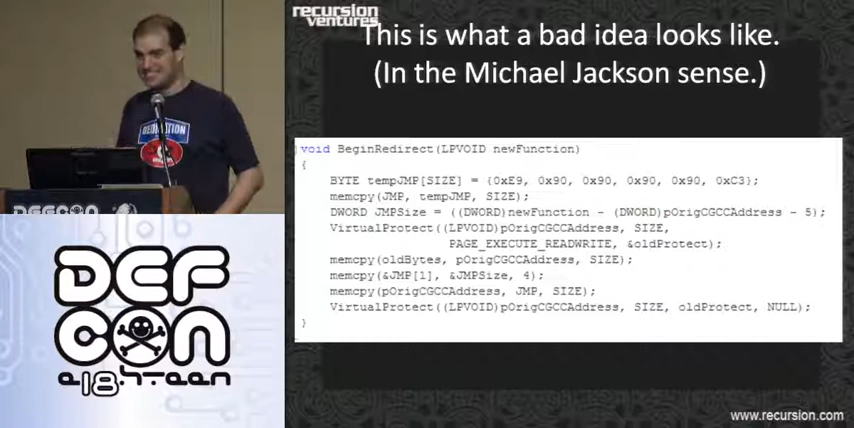 recursion
ventures
This is what a bad idea looks like.
(In the Michael Jackson sense.)
void BeginRedirect(LPVOID newFunction)
{
BYTE tempJMP[SIZE] = {0xE9, 0x90, 0x90, 0x90, 0x90, 0xC3};
memcpy(JMP, tempJMP, SIZE);
DWORD JMPSize = ((DWORD)newFunction - (DWORD)pOrigCGCCAddress - 5);
VirtualProtect((LPVOID)pOrigCGCCAddress, SIZE,
PAGE_EXECUTE_READWRITE, &oldProtect);
memcpy(oldBytes, pOrigCGCCAddress, SIZE);
memcpy(&JMP[1], &JMPSize, 4);
memcpy(pOrigCGCCAddress, JMP, SIZE);
VirtualProtect((LPVOID)pOrigCGCCAddress, SIZE, oldProtect, NULL);
}
www.recursion.com
DEDICATION
DEFCON
DEF
CON
e18hteen